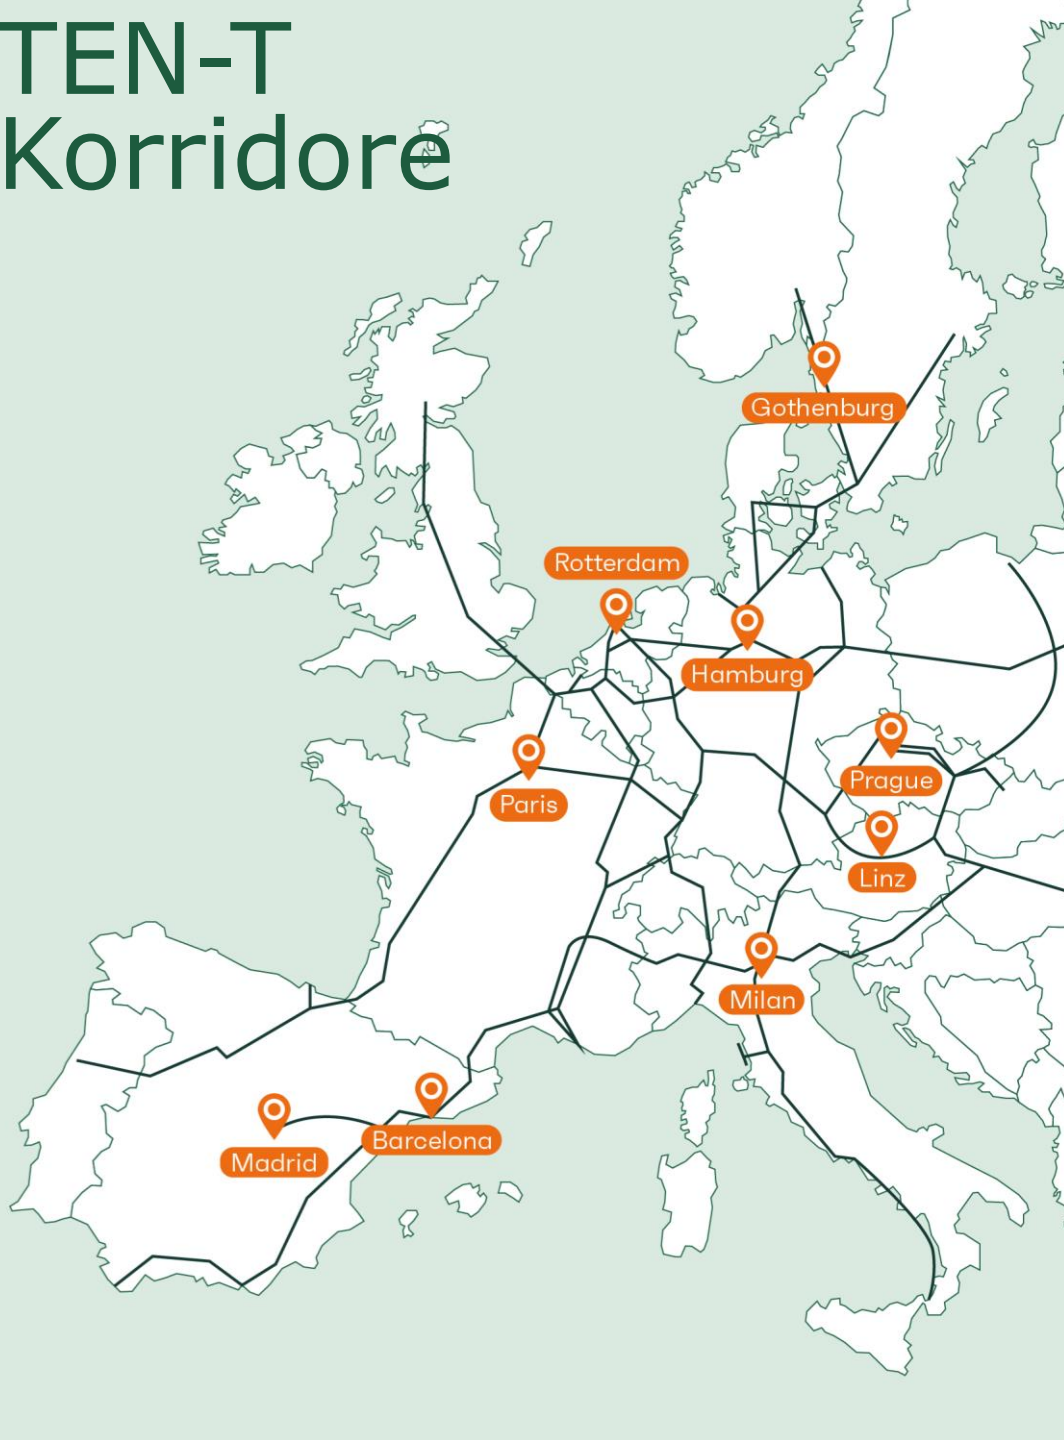 TEN-T
Korridore
Gothenburg
Rotterdam
Hamburg
Prague
Paris
Linz
Milan
Barcelona
Madrid